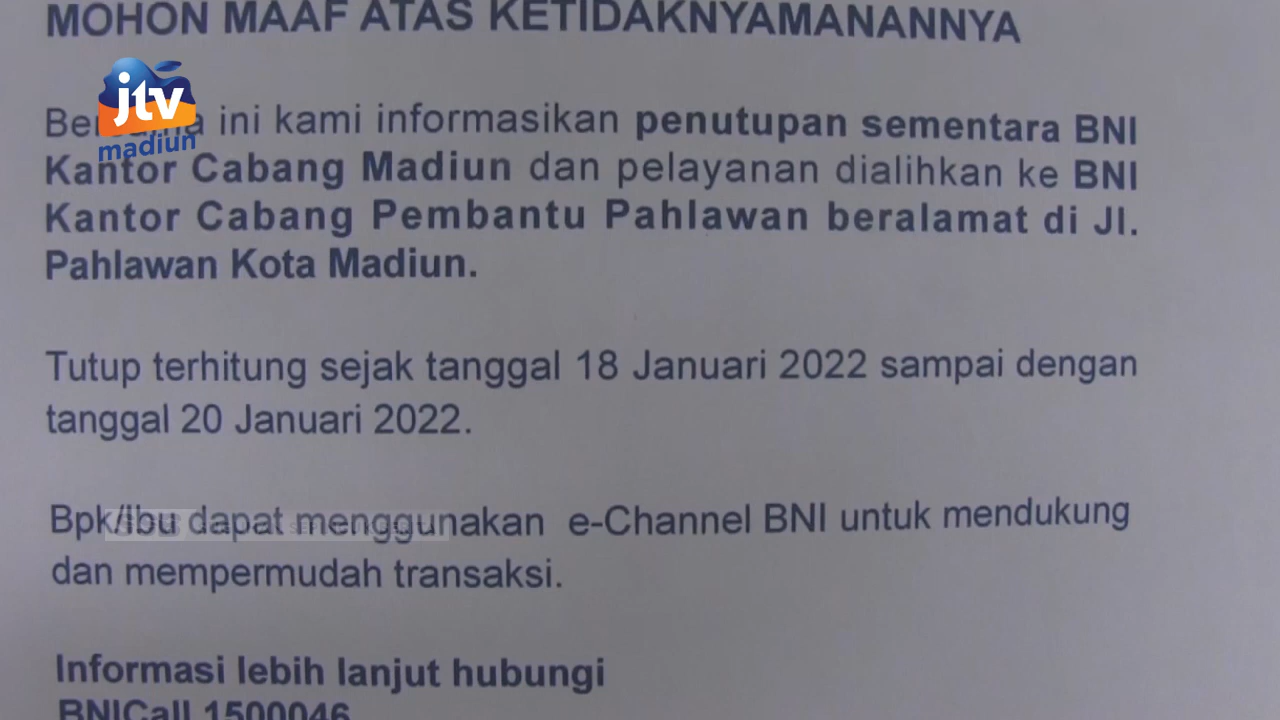 MOHON MAAF ATAS KETIDAKNYAMANANNYA
jtv
madiun
ini kami informasikan penutupan sementara BNI
Kantor Cabang Madiun dan pelayanan dialihkan ke BNI
Kantor Cabang Pembantu Pahlawan beralamat di Jl.
Pahlawan Kota Madiun.
Tutup terhitung sejak tanggal 18 Januari 2022 sampai dengan
tanggal 20 Januari 2022.
Bpk/ibu dapat menggunakan e-Channel BNI untuk mendukung
dan mempermudah transaksi.
Informasi lebih lanjut hubungi
BNICall 1500046